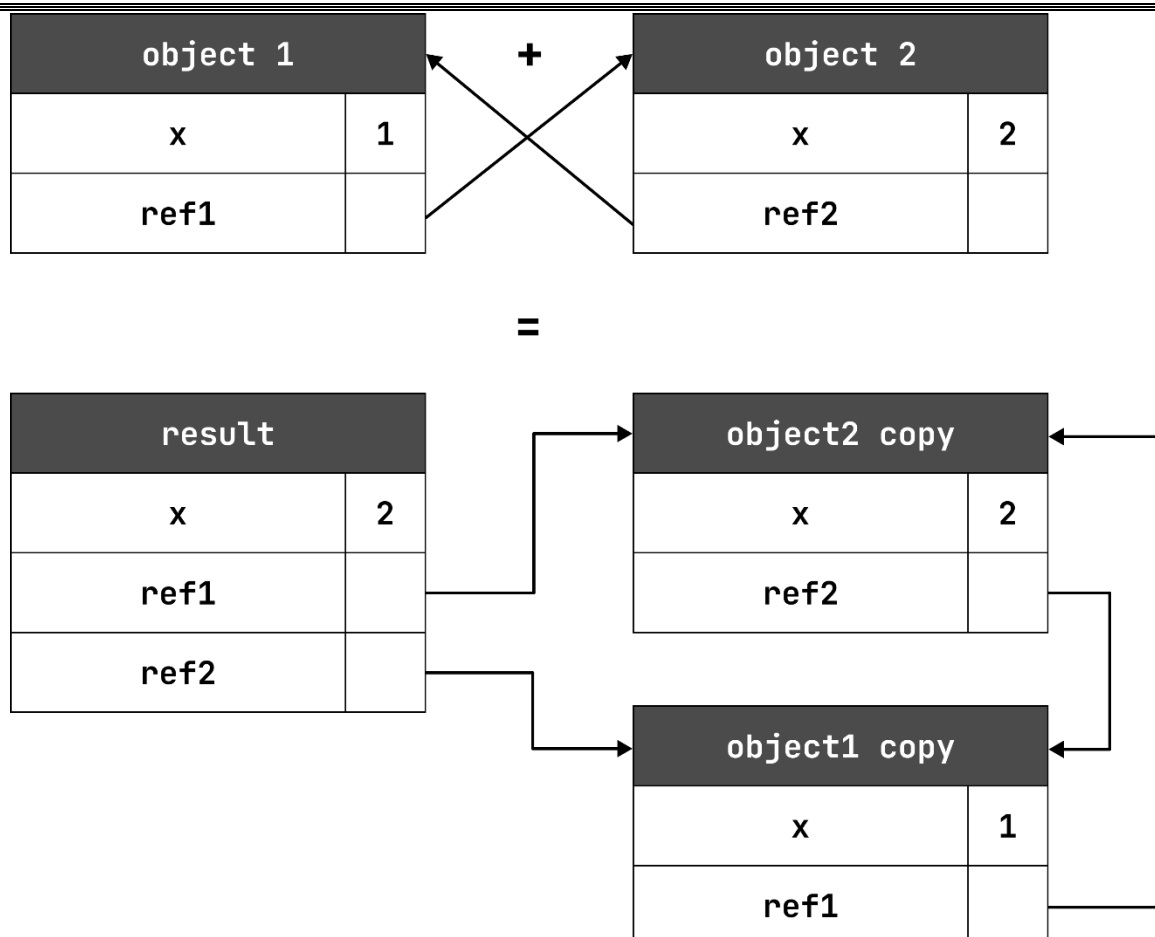 object 1 + object 2
x 1 x 2
ref1 ref2
=
result object2 copy
x 2 x 2
ref1 ref2
ref2
object1 copy
x 1
ref1